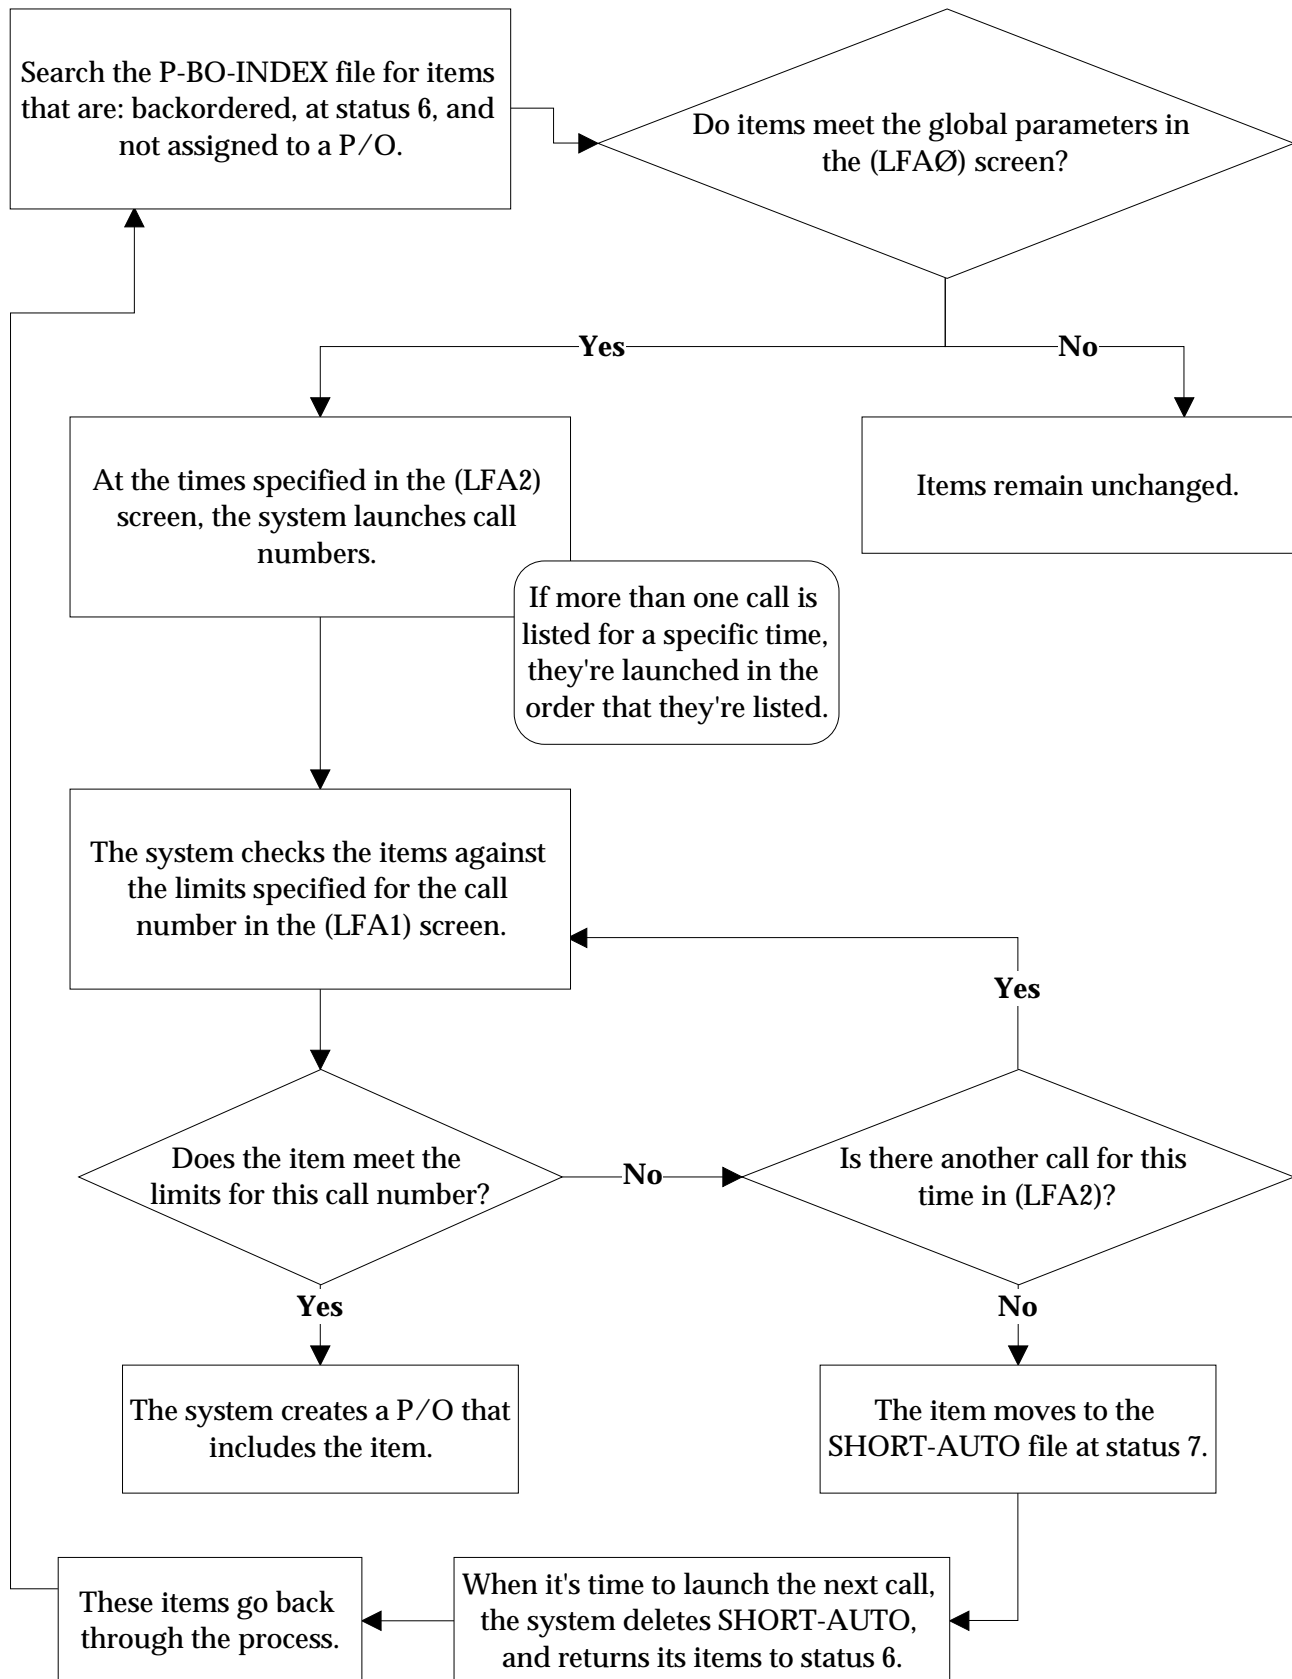 Search the P-BO-INDEX file for items
that are: backordered, at status 6, and
not assigned to a P/O.
Do items meet the global parameters in
the (LFAØ) screen?
Yes
No
At the times specified in the (LFA2)
screen, the system launches call
numbers.
Items remain unchanged.
If more than one call is
listed for a specific time,
they're launched in the
order that they're listed.
The system checks the items against
the limits specified for the call
number in the (LFA1) screen.
Yes
Does the item meet the
limits for this call number?
No
Is there another call for this
time in (LFA2)?
Yes
No
The system creates a P/O that
includes the item.
The item moves to the
SHORT-AUTO file at status 7.
These items go back
through the process.
When it's time to launch the next call,
the system deletes SHORT-AUTO,
and returns its items to status 6.